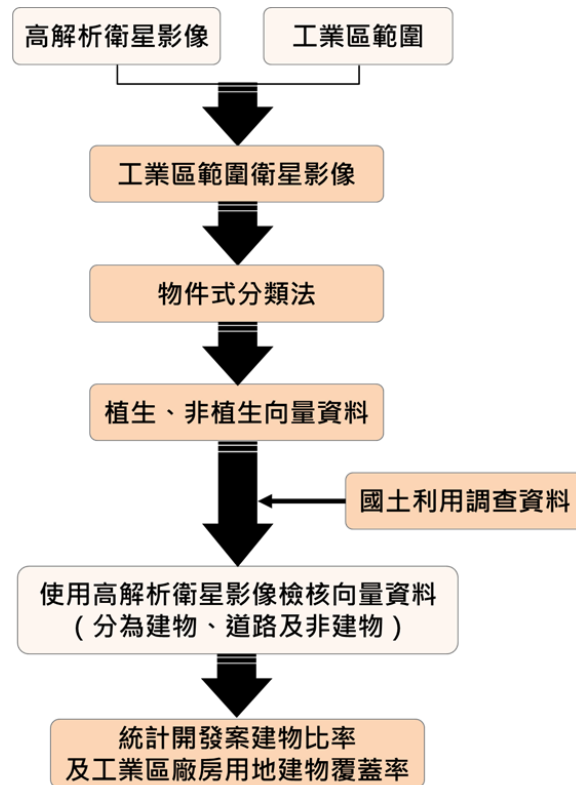 高解析衛星影像
工業區範圍
工業區範圍衛星影像
物件式分類法
植生、非植生向量資料
國土利用調查資料
使用高解析衛星影像檢核向量資料
（分為建物、道路及非建物）
統計開發案建物比率
及工業區廠房用地建物覆蓋率